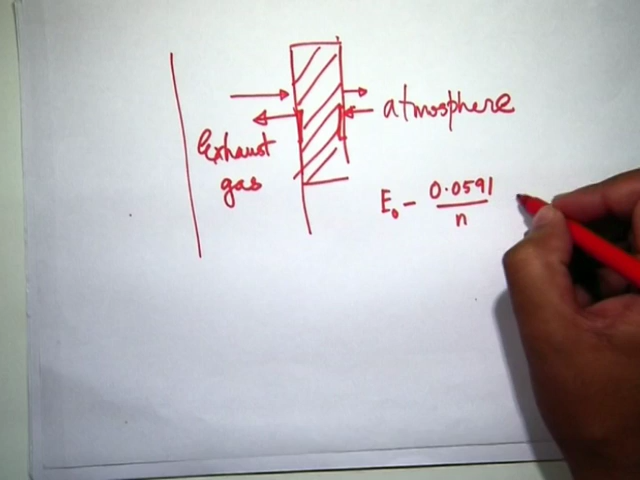 atmosphere
Exhaust
gas
E₀ - 0.0591
n